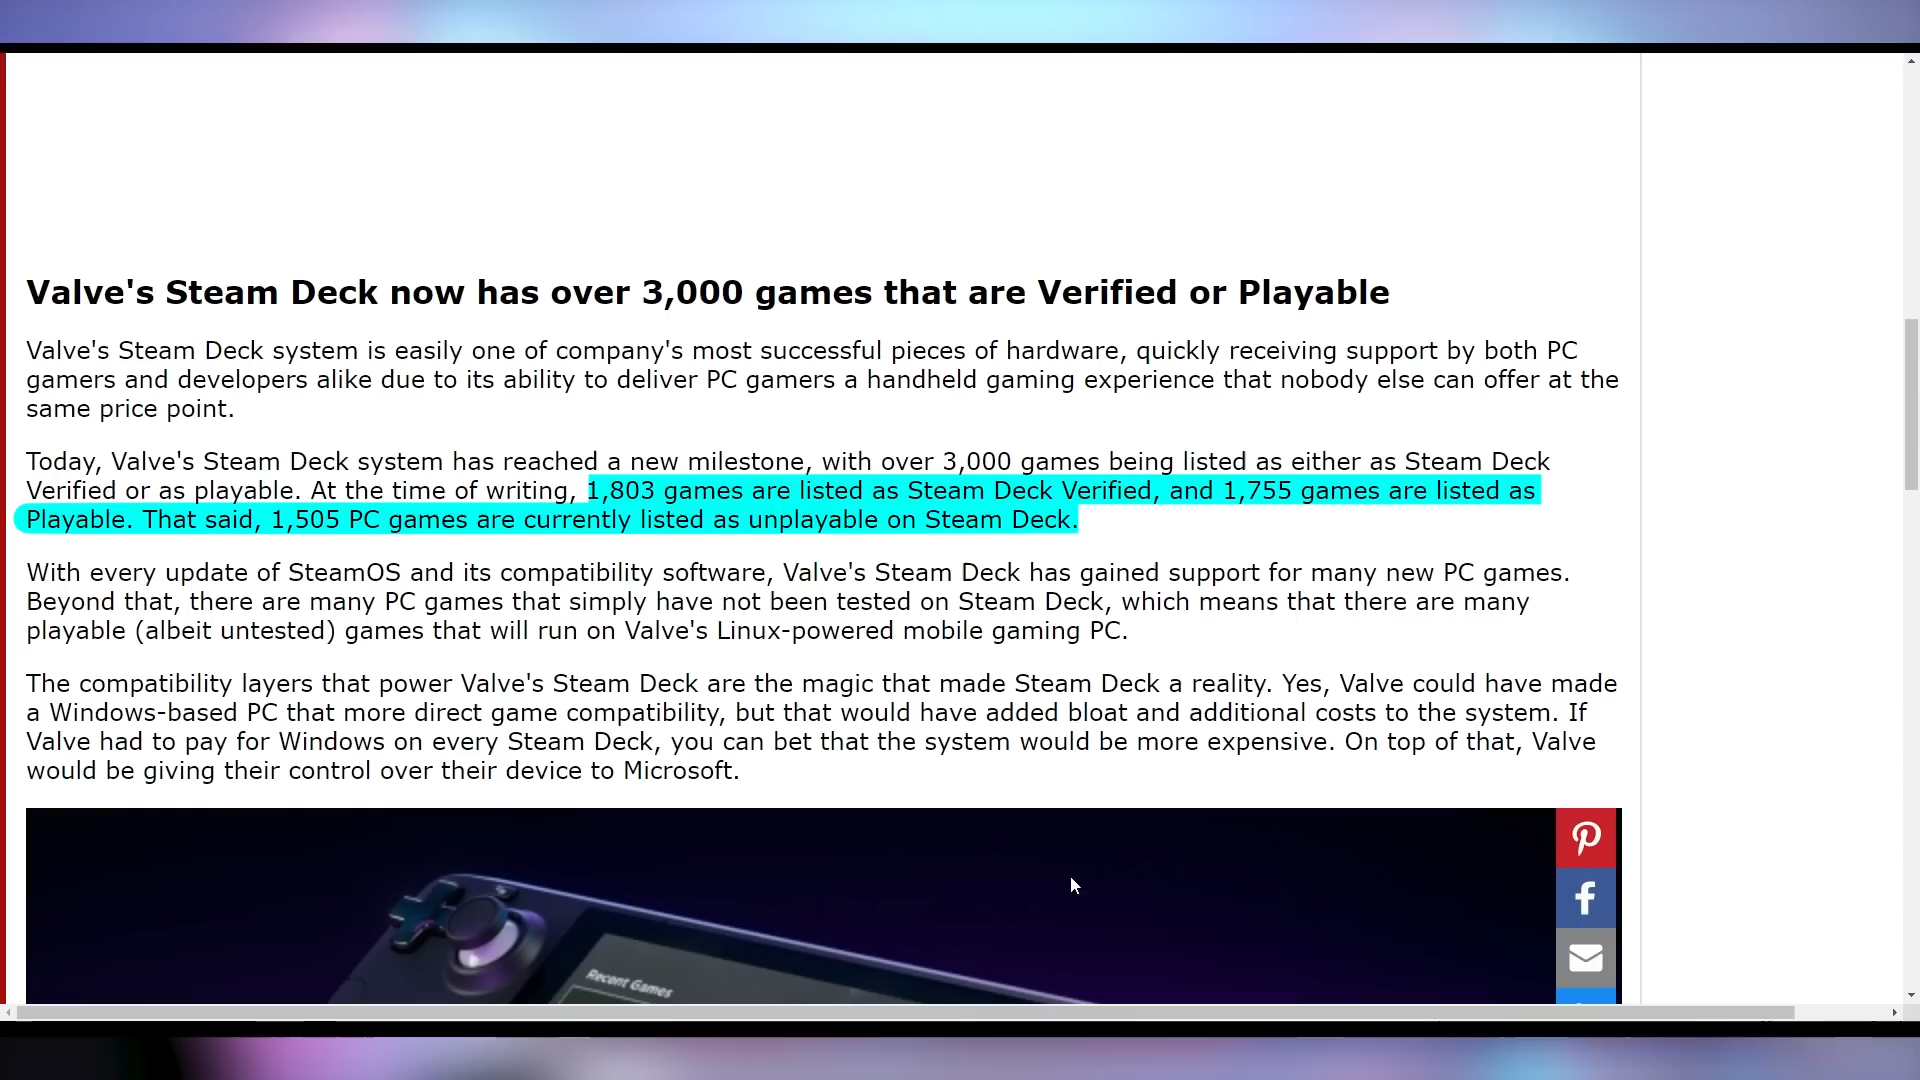 Valve's Steam Deck now has over 3,000 games that are Verified or Playable
Valve's Steam Deck system is easily one of company's most successful pieces of hardware, quickly receiving support by both PC
gamers and developers alike due to its ability to deliver PC gamers a handheld gaming experience that nobody else can offer at the
same price point.
Today, Valve's Steam Deck system has reached a new milestone, with over 3,000 games being listed as either as Steam Deck
Verified or as playable. At the time of writing, 1,803 games are listed as Steam Deck Verified, and 1,755 games are listed as
Playable. That said, 1,505 PC games are currently listed as unplayable on Steam Deck.
With every update of SteamOS and its compatibility software, Valve's Steam Deck has gained support for many new PC games.
Beyond that, there are many PC games that simply have not been tested on Steam Deck, which means that there are many
playable (albeit untested) games that will run on Valve's Linux-powered mobile gaming PC.
The compatibility layers that power Valve's Steam Deck are the magic that made Steam Deck a reality. Yes, Valve could have made
a Windows-based PC that more direct game compatibility, but that would have added bloat and additional costs to the system. If
Valve had to pay for Windows on every Steam Deck, you can bet that the system would be more expensive. On top of that, Valve
would be giving their control over their device to Microsoft.
Recent Games